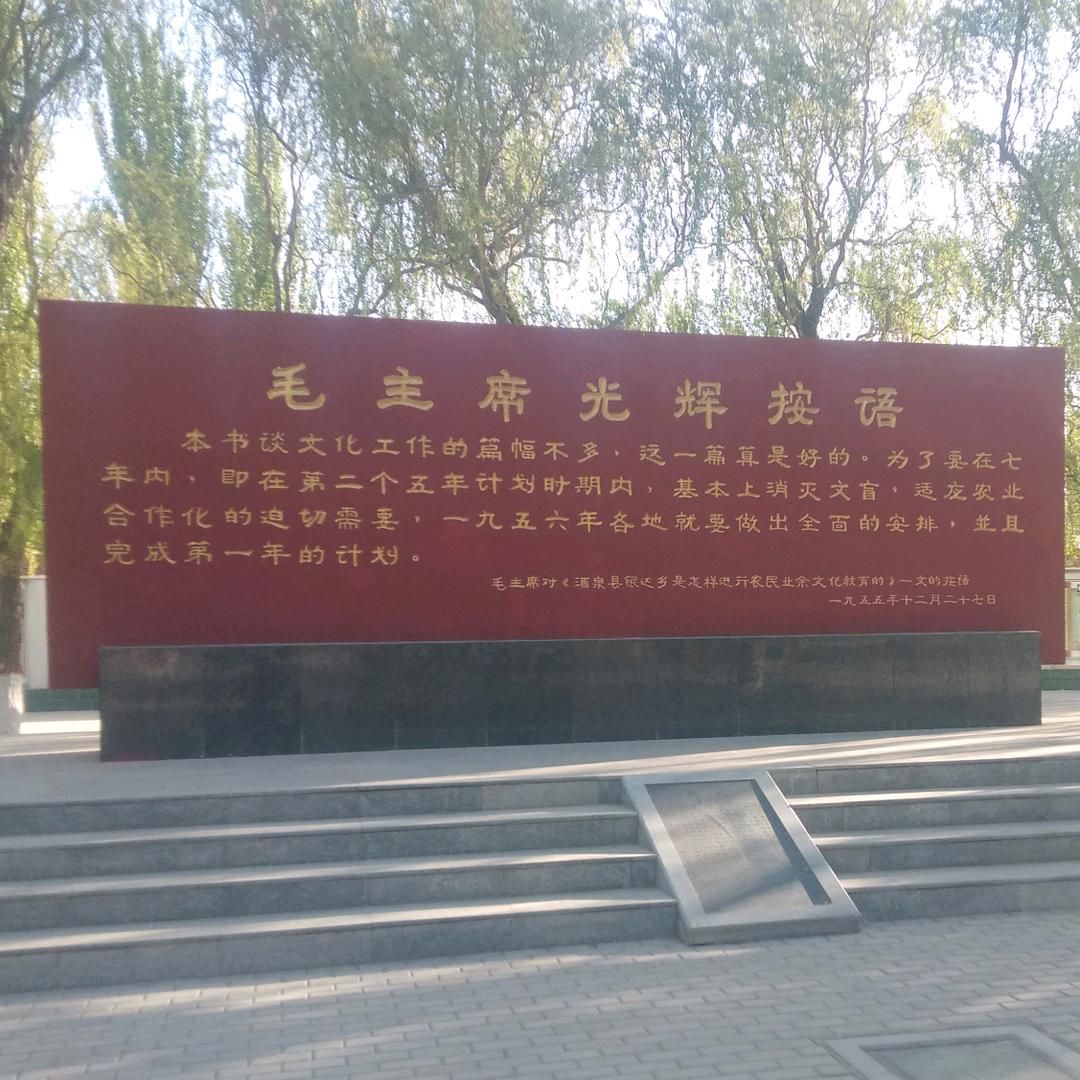 毛主席光辉按语
本书谈文化工作的篇幅不多，这一篇算是好的。为了要在七
年内，即在第二个五年计划时期内，基本上消灭文盲，适应农业
合作化的迫切需要，一九五六年各地就要做出全面的安排，並且
完成第一年的计划。
毛主席对《酒泉县银达乡是怎样进行农民业余文化教育的》一文的按语
一九五五年十二月二十七日